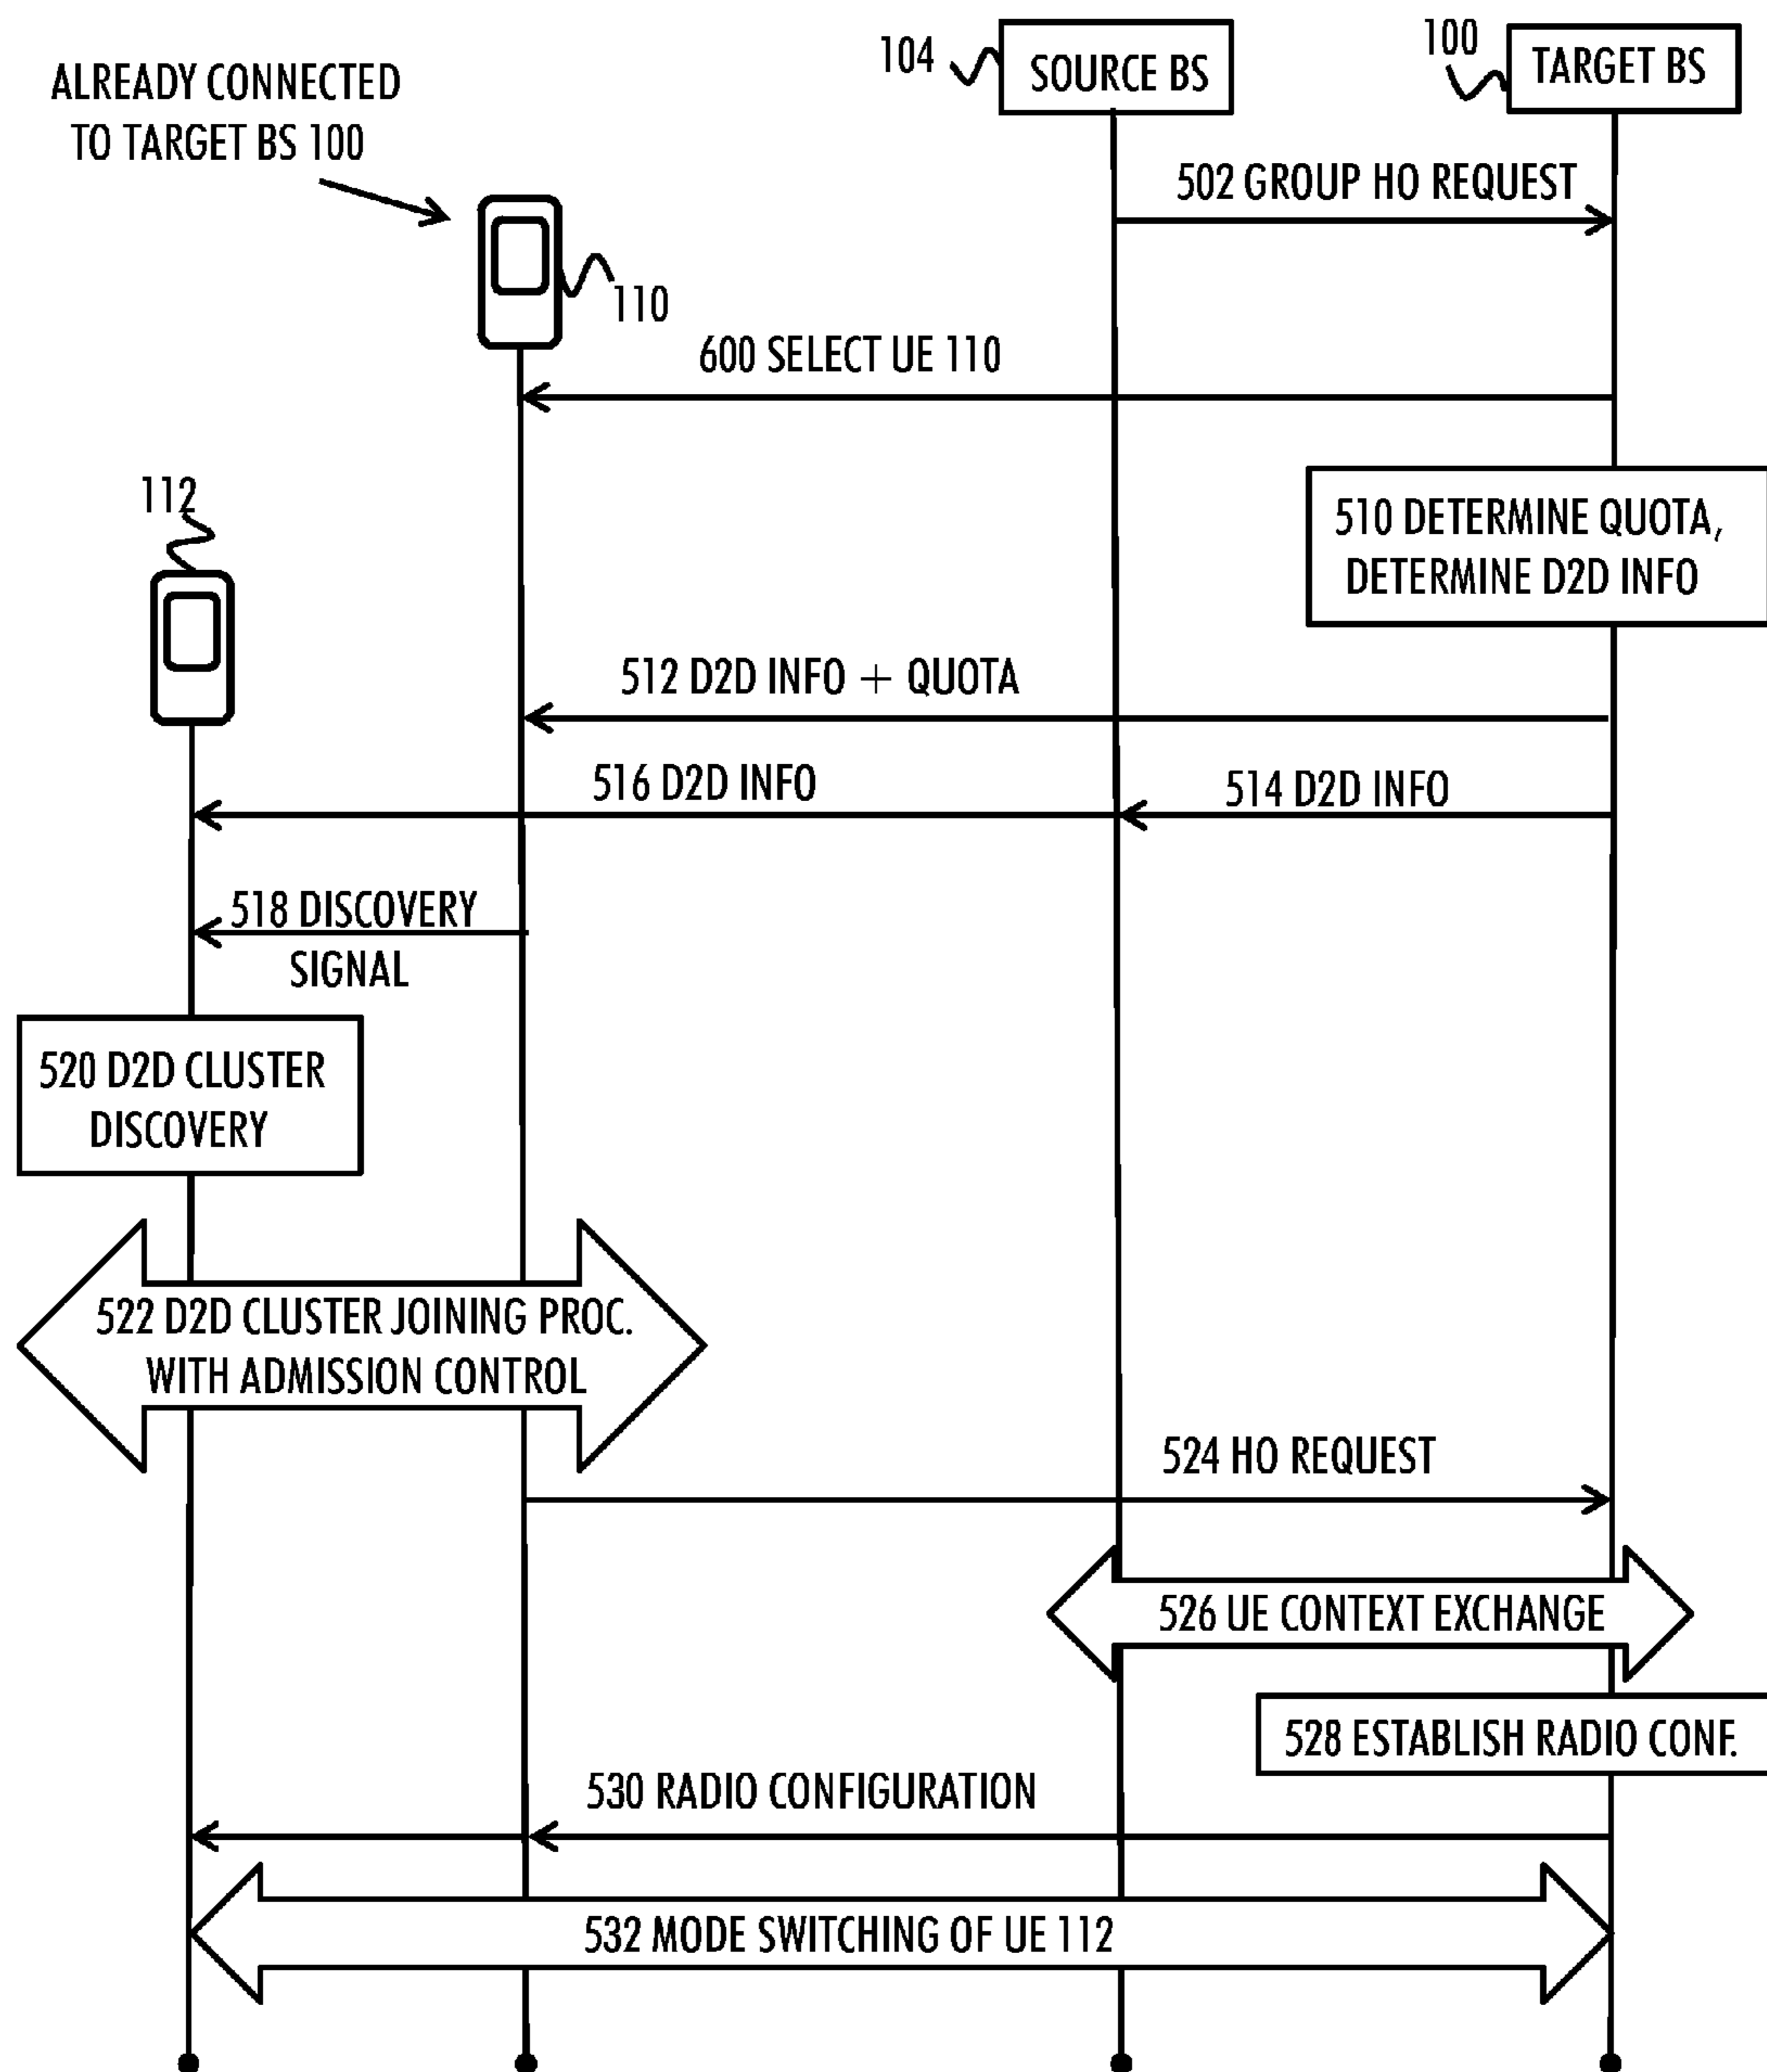 104
SOURCE BS
100
TARGET BS
ALREADY CONNECTED
TO TARGET BS 100
502 GROUP HO REQUEST
110
600 SELECT UE 110
112
510 DETERMINE QUOTA,
DETERMINE D2D INFO
512 D2D INFO + QUOTA
516 D2D INFO
514 D2D INFO
518 DISCOVERY
SIGNAL
520 D2D CLUSTER
DISCOVERY
522 D2D CLUSTER JOINING PROC.
WITH ADMISSION CONTROL
524 HO REQUEST
526 UE CONTEXT EXCHANGE
528 ESTABLISH RADIO CONF.
530 RADIO CONFIGURATION
532 MODE SWITCHING OF UE 112